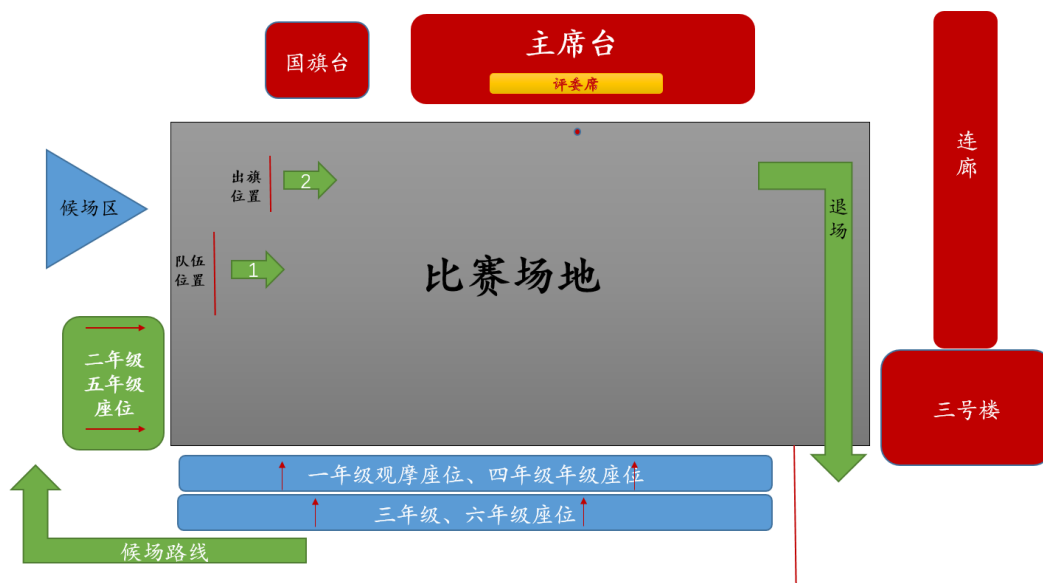 国旗台
主席台
评委席
连
廊
候场区
出旗
位置
2
退
场
队伍
位置
1
比赛场地
二年级
五年级
座位
三号楼
一年级观摩座位、四年级年级座位
三年级、六年级座位
候场路线